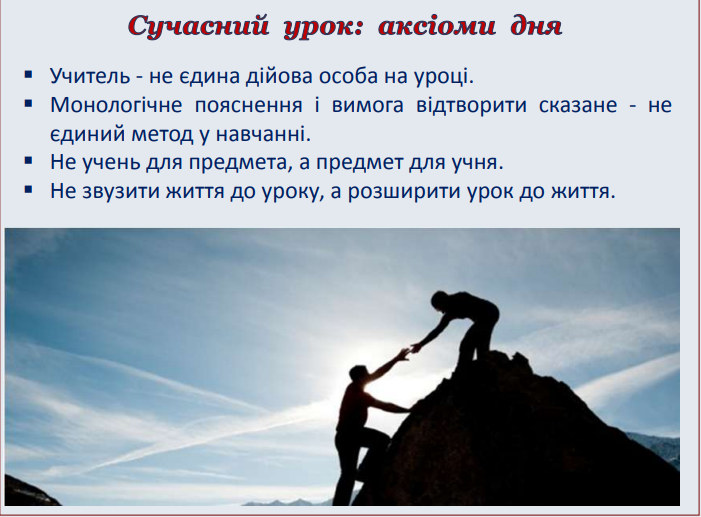 Сучасний урок: аксіоми дня
▪ Учитель - не єдина дійова особа на уроці.
▪ Монологічне пояснення і вимога відтворити сказане - не
єдиний метод у навчанні.
▪ Не учень для предмета, а предмет для учня.
▪ Не звузити життя до уроку, а розширити урок до життя.